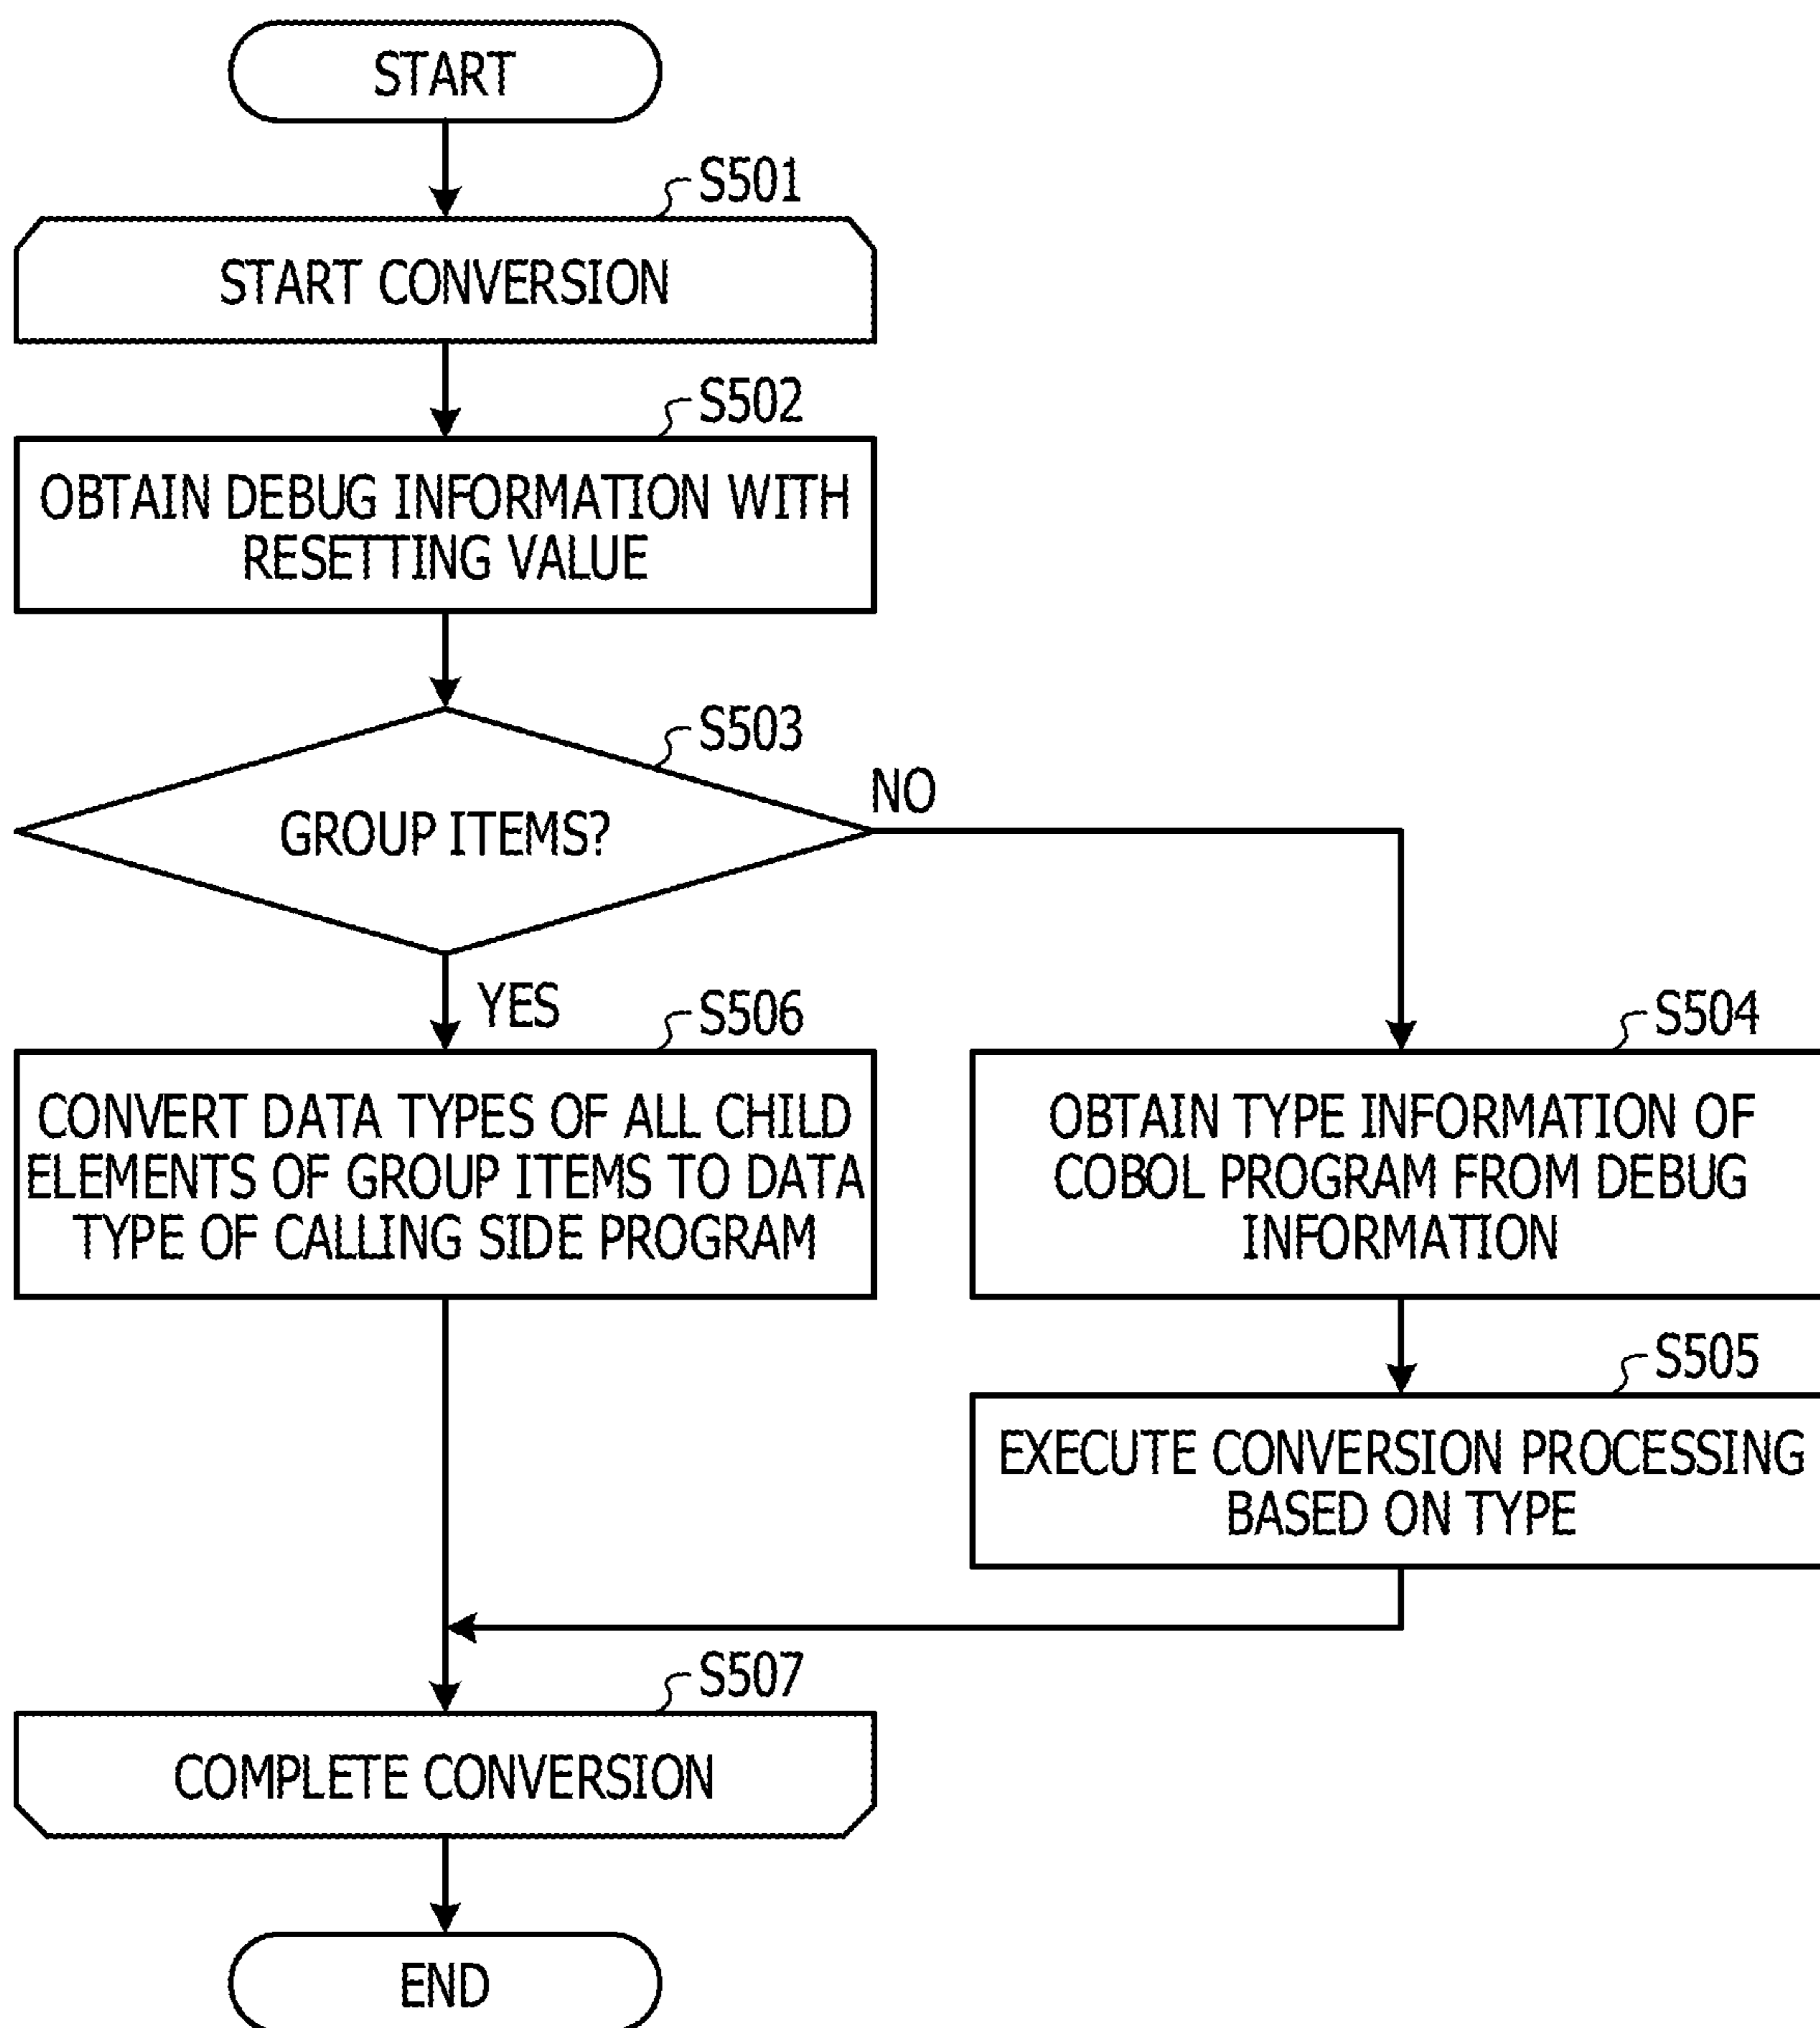 START
S501
START CONVERSION
S502
OBTAIN DEBUG INFORMATION WITH
RESETTING VALUE
S503
GROUP ITEMS?
NO
YES
S506
CONVERT DATA TYPES OF ALL CHILD
ELEMENTS OF GROUP ITEMS TO DATA
TYPE OF CALLING SIDE PROGRAM
S504
OBTAIN TYPE INFORMATION OF
COBOL PROGRAM FROM DEBUG
INFORMATION
S505
EXECUTE CONVERSION PROCESSING
BASED ON TYPE
S507
COMPLETE CONVERSION
END